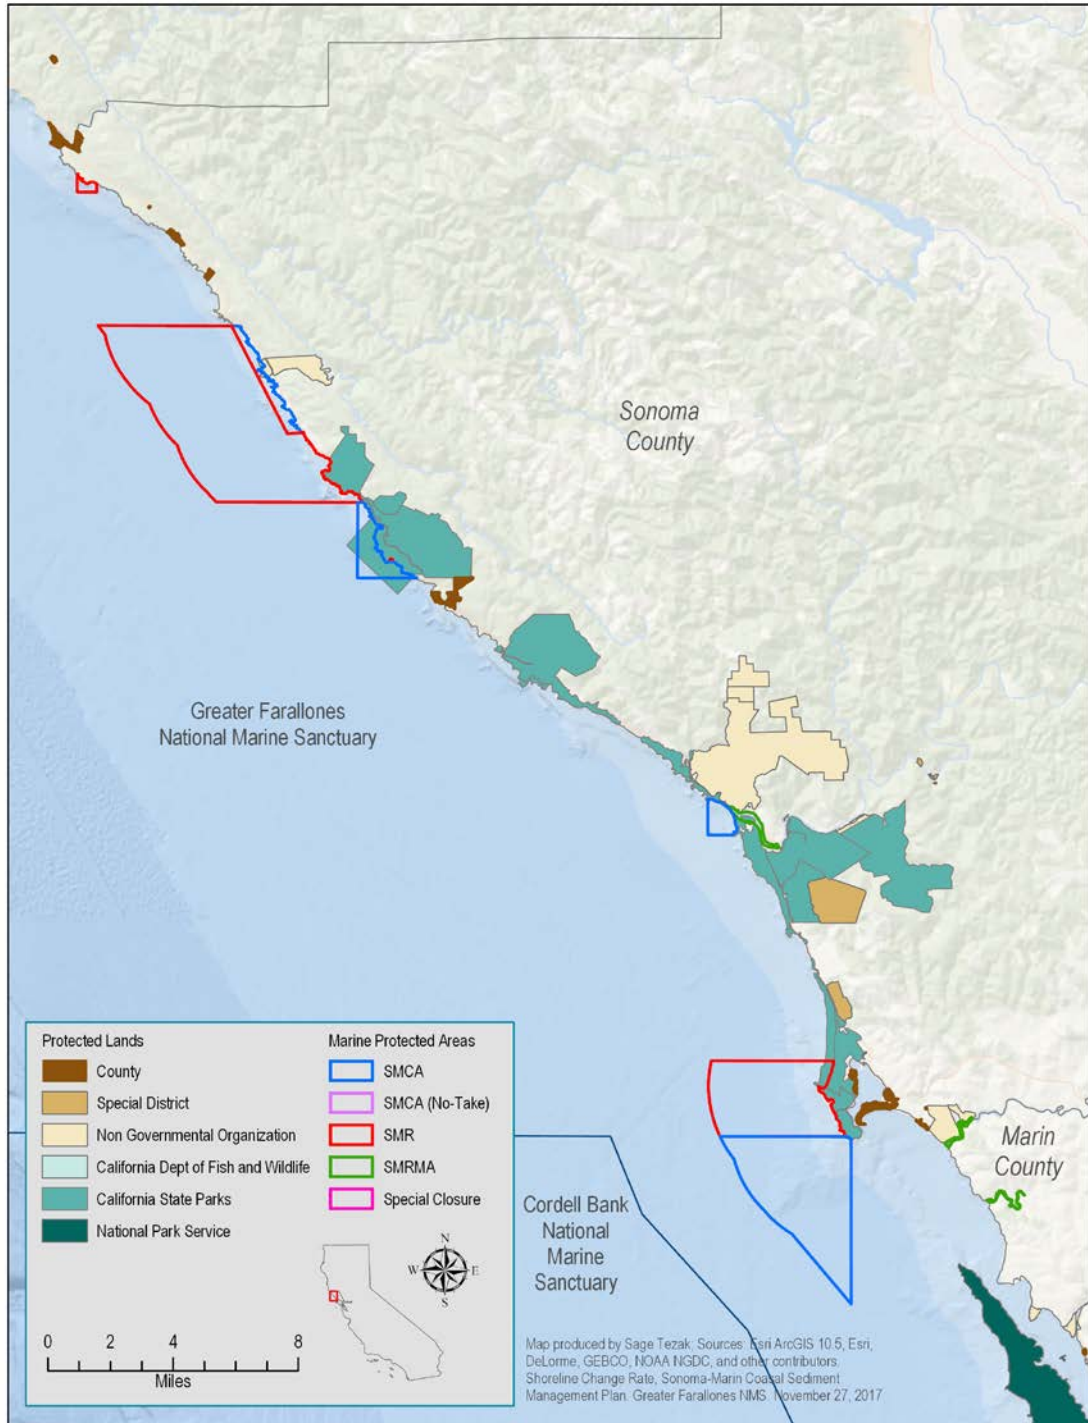 Sonoma
County
Greater Farallones
National Marine Sanctuary
Marin
County
Cordell Bank
National
Marine
Sanctuary
Protected Lands
County
Special District
Non Governmental Organization
California Dept of Fish and Wildlife
California State Parks
National Park Service
Marine Protected Areas
SMCA
SMCA (No-Take)
SMR
SMRMA
Special Closure
N
W E
S
0 2 4 8
Miles
Map produced by Sage Tezak. Sources: Esri ArcGIS 10.5, Esri,
DeLorme, GEBCO, NOAA NGDC, and other contributors.
Shoreline Change Rate, Sonoma-Marin Coastal Sediment
Management Plan. Greater Farallones NMS. November 27, 2017